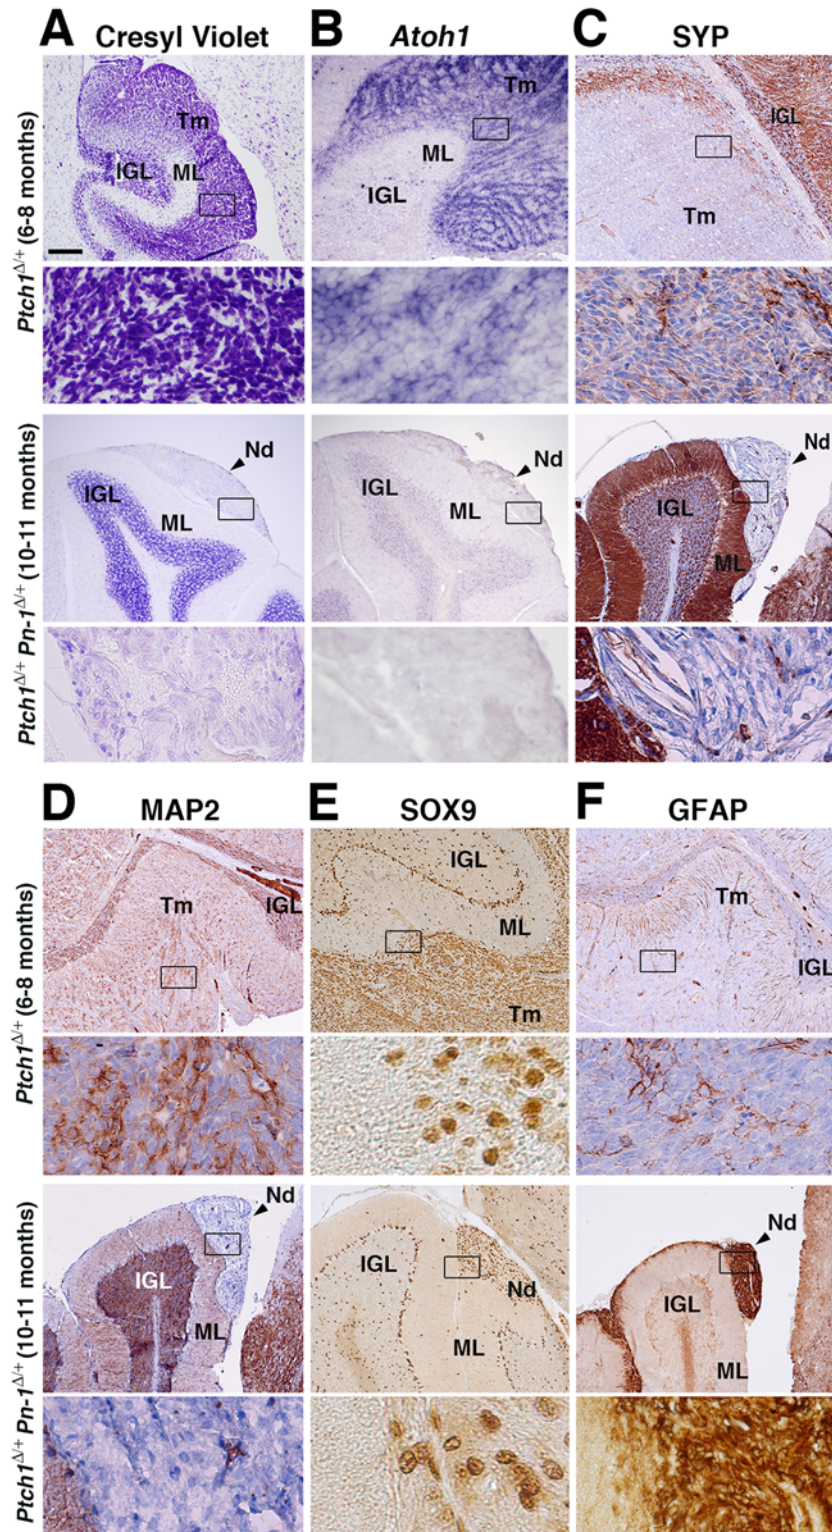 A Cresyl Violet B Atoh1 C SYP
Ptch1Δ/+ (6-8 months)
Tm
IGL ML
Tm
ML
IGL
IGL
Tm
Ptch1Δ/+ Pn-1Δ/+ (10-11 months)
Nd
IGL
ML
Nd
IGL
ML
Nd
IGL
ML
D MAP2 E SOX9 F GFAP
Ptch1Δ/+ (6-8 months)
Tm
IGL
IGL
ML
Tm
Tm
IGL
Ptch1Δ/+ Pn-1Δ/+ (10-11 months)
Nd
IGL
ML
IGL
Nd
ML
Nd
IGL
ML